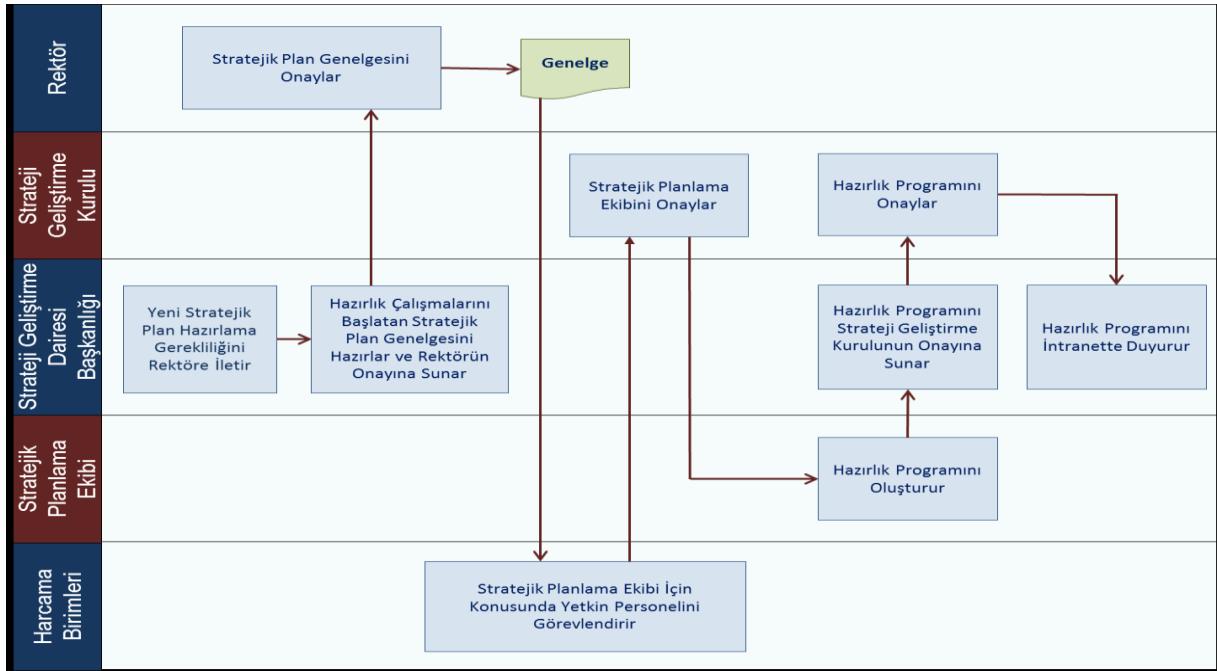 Rektör
Stratejik Plan Genelgesini
Onaylar
Genelge
Strateji
Geliştirme
Kurulu
Stratejik Planlama
Ekibini Onaylar
Hazırlık Programını
Onaylar
Strateji Geliştirme
Dairesi
Başkanlığı
Yeni Stratejik
Plan Hazırlama
Gerekliliğini
Rektöre İletir
Hazırlık Çalışmalarını
Başlatan Stratejik
Plan Genelgesini
Hazırlar ve Rektörün
Onayına Sunar
Hazırlık Programını
Strateji Geliştirme
Kurulunun Onayına
Sunar
Hazırlık Programını
İntranette Duyurur
Stratejik
Planlama
Ekibi
Hazırlık Programını
Oluşturur
Harcama
Birimleri
Stratejik Planlama Ekibi İçin
Konusunda Yetkin Personelini
Görevlendirir